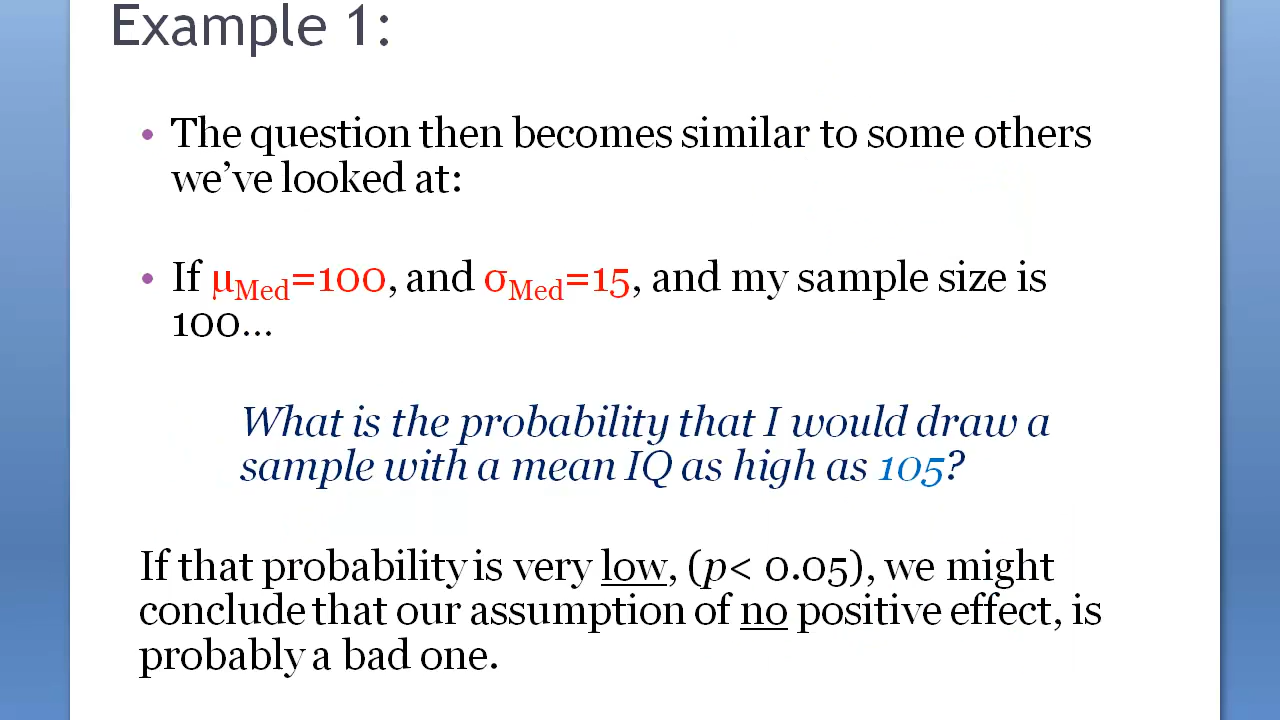 Example 1:
• The question then becomes similar to some others
we’ve looked at:
• If μMed=100, and σMed=15, and my sample size is
100…
What is the probability that I would draw a
sample with a mean IQ as high as 105?
If that probability is very low, (p< 0.05), we might
conclude that our assumption of no positive effect, is
probably a bad one.